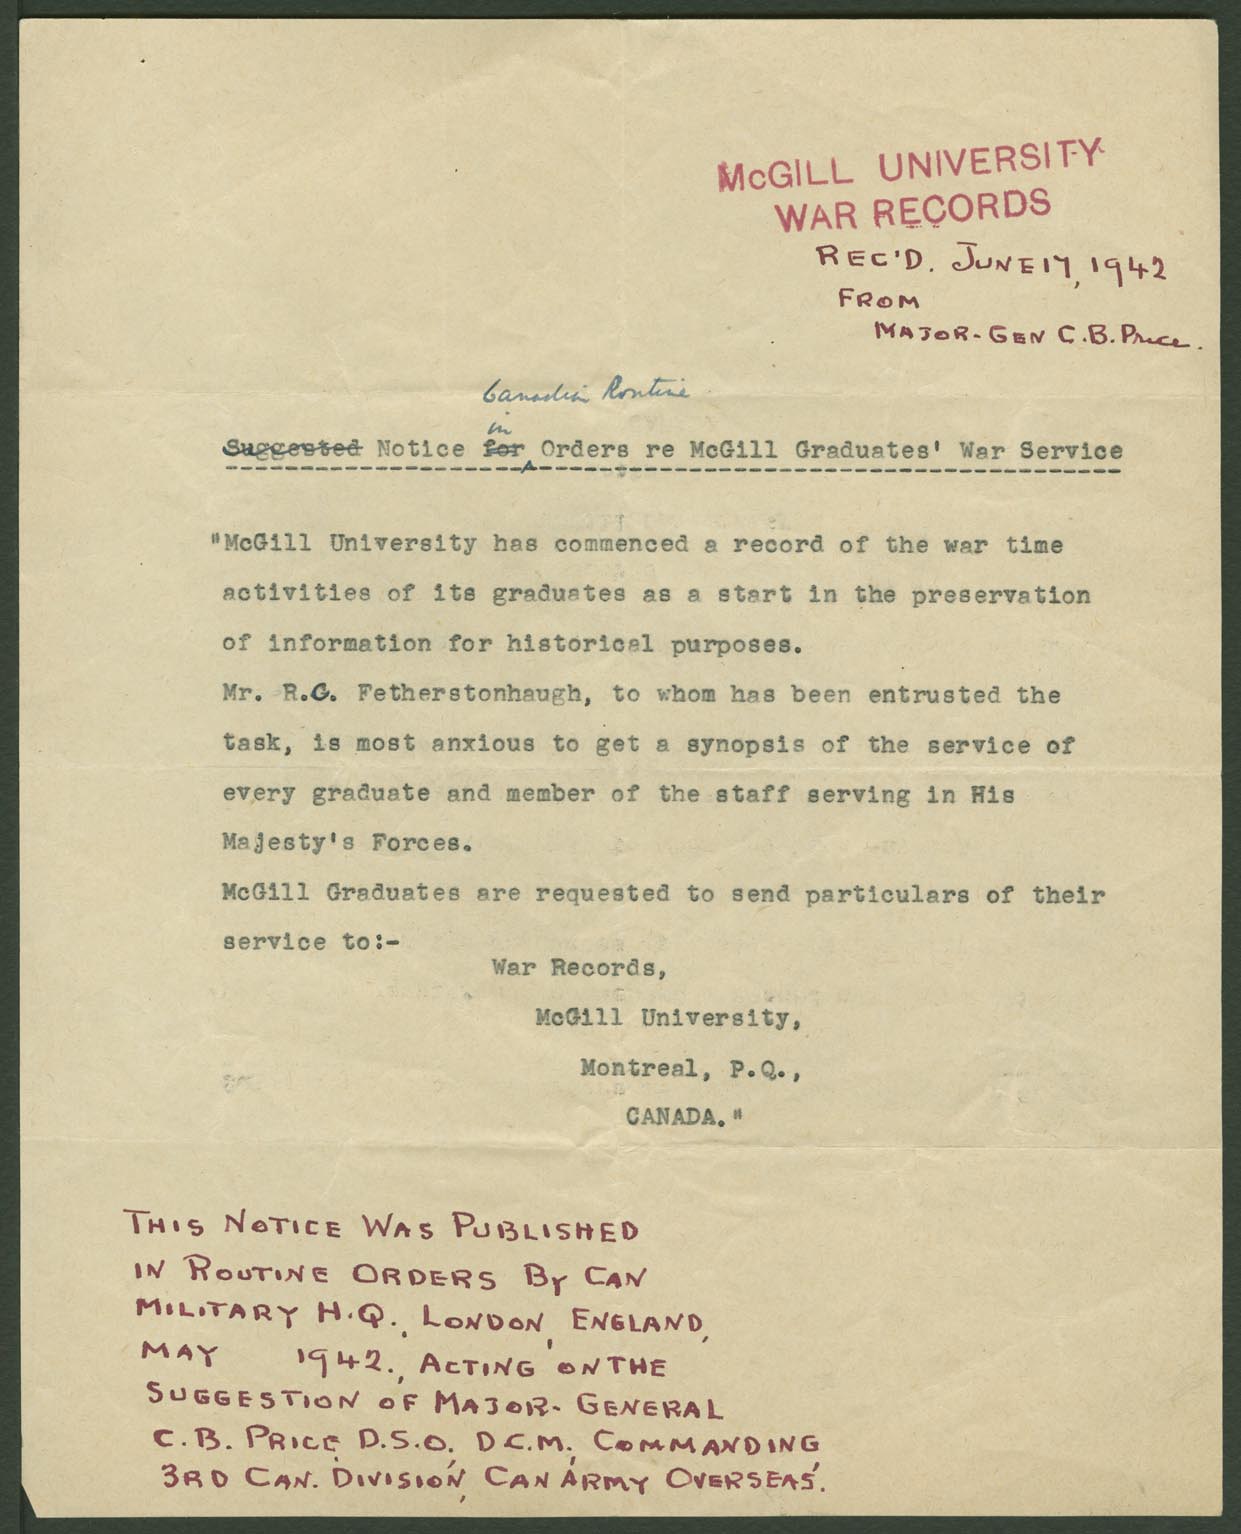 McGILL UNIVERSITY
WAR RECORDS
REC'D. JUNE 17, 1942
FROM
MAJOR-GEN C.B. Price.
Canadian Routine
in
Suggested Notice for Orders re McGill Graduates' War Service
"McGill University has commenced a record of the war time
activities of its graduates as a start in the preservation
of information for historical purposes.
Mr. R.C. Fetherstonhaugh, to whom has been entrusted the
task, is most anxious to get a synopsis of the service of
every graduate and member of the staff serving in His
Majesty's Forces.
McGill Graduates are requested to send particulars of their
service to:-
War Records,
McGill University,
Montreal, P.Q.,
CANADA."
THIS NOTICE WAS PUBLISHED
IN ROUTINE ORDERS BY CAN
MILITARY H.Q., LONDON, ENGLAND,
MAY 1942., ACTING ON THE
SUGGESTION OF MAJOR-GENERAL
C.B. PRICE, D.S.O., D.C.M., COMMANDING
3RD CAN. DIVISION, CAN ARMY OVERSEAS.